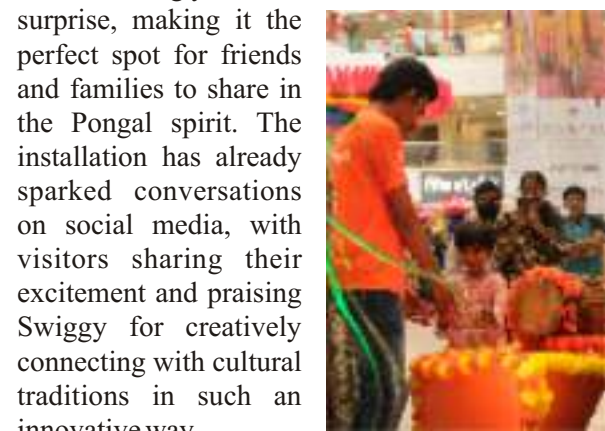 surprise, making it the
perfect spot for friends
and families to share in
the Pongal spirit. The
installation has already
sparked conversations
on social media, with
visitors sharing their
excitement and praising
Swiggy for creatively
connecting with cultural
traditions in such an
innovative way